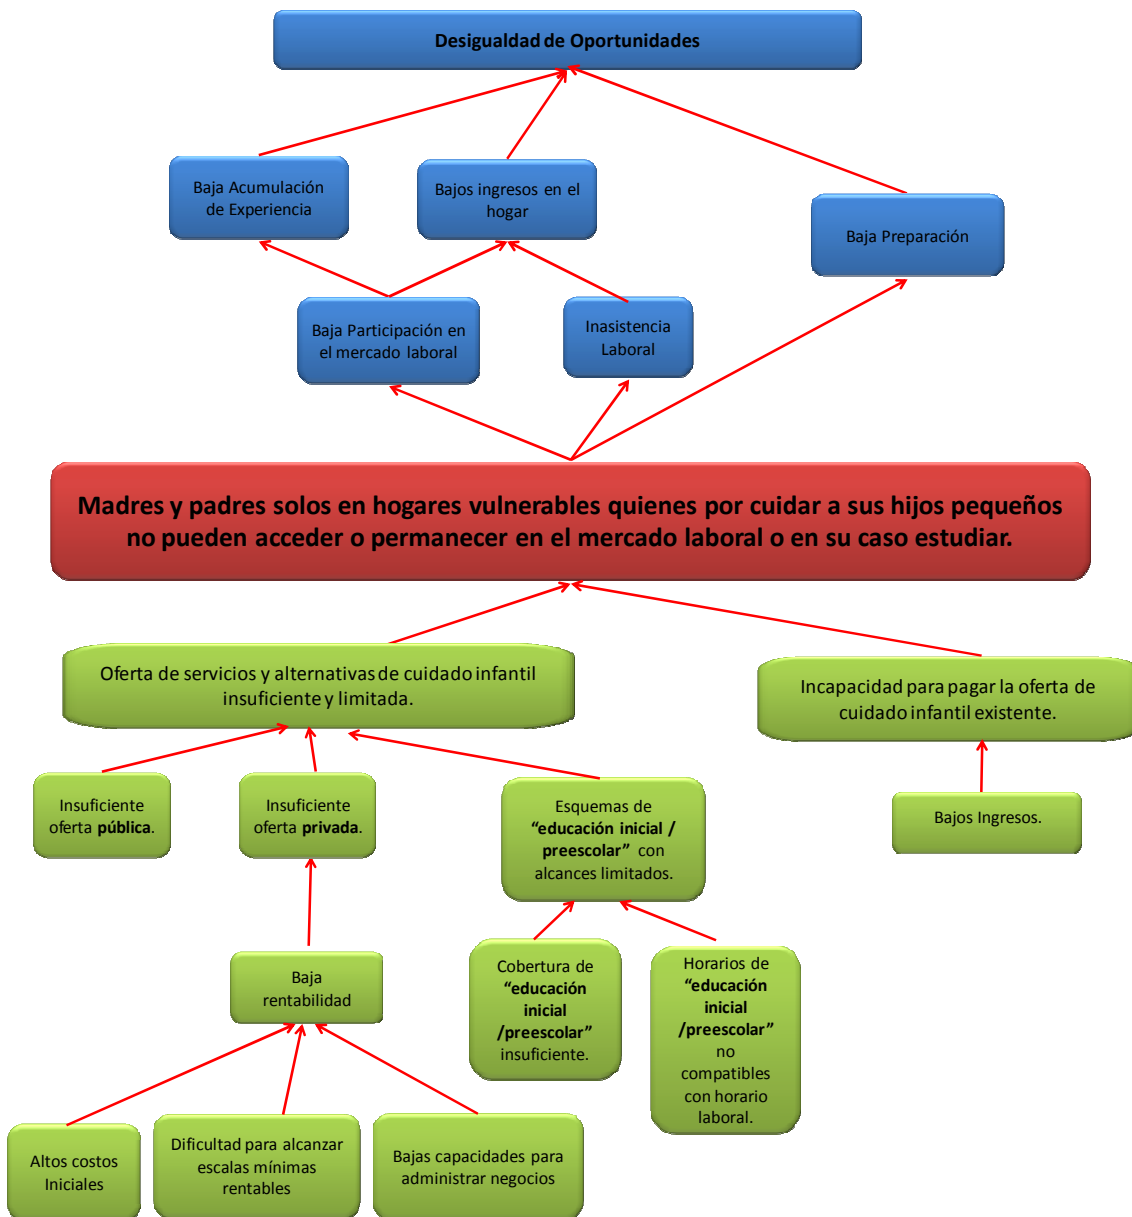 Desigualdad de Oportunidades
Baja Acumulación
de Experiencia
Bajos ingresos en el
hogar
Baja Preparación
Baja Participación en
el mercado laboral
Inasistencia
Laboral
Madres y padres solos en hogares vulnerables quienes por cuidar a sus hijos pequeños
no pueden acceder o permanecer en el mercado laboral o en su caso estudiar.
Oferta de servicios y alternativas de cuidado infantil
insuficiente y limitada.
Incapacidad para pagar la oferta de
cuidado infantil existente.
Insuficiente
oferta pública.
Insuficiente
oferta privada.
Esquemas de
“educación inicial /
preescolar” con
alcances limitados.
Bajos Ingresos.
Baja
rentabilidad
Cobertura de
“educación
inicial
/preescolar”
insuficiente.
Horarios de
“educación
inicial
/preescolar”
no
compatibles
con horario
laboral.
Altos costos
Iniciales
Dificultad para alcanzar
escalas mínimas
rentables
Bajas capacidades para
administrar negocios